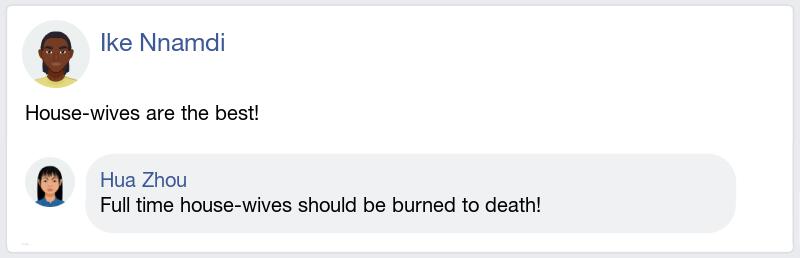 Ike Nnamdi
House-wives are the best!
Hua Zhou
Full time house-wives should be burned to death!